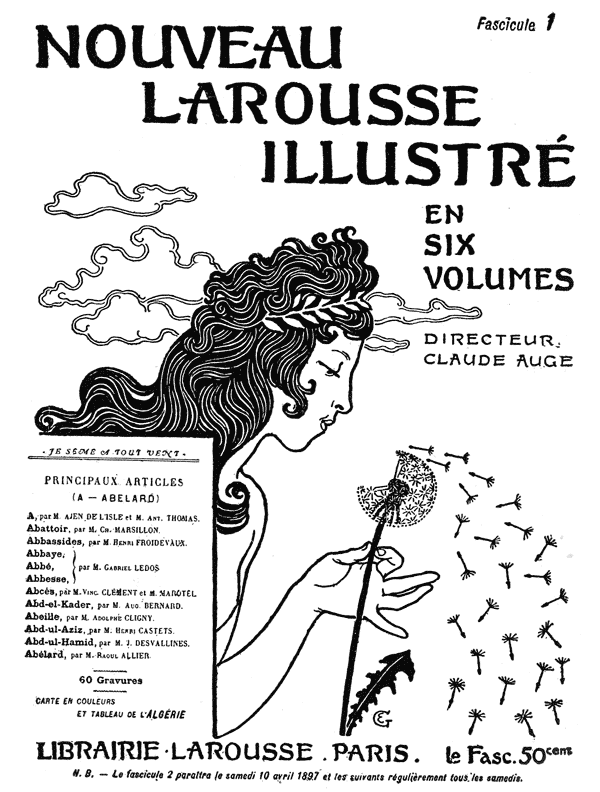 Fascicule 1
NOUVEAU
LAROUSSE
ILLUSTRÉ
EN
SIX
VOLUMES
DIRECTEUR,
CLAUDE AUGE
· JE SÈME A TOUT VENT ·
PRINCIPAUX ARTICLES
(A — ABELARD)
A, par M. AJEN DE L'ISLE et M. ANT. THOMAS.
Abattoir, par M. CH. MARSILLON.
Abbassides, par M. HENRI FROIDEVAUX.
Abbaye,
Abbé, par M. GABRIEL LEDOS
Abbesse,
Abcès, par M. VINC. CLÉMENT et M. MAROTEL
Abd-el-Kader, par M. AUG. BERNARD.
Abeille, par M. ADOLPHE CLIGNY.
Abd-ul-Aziz, par M. HENRI CASTETS.
Abd-ul-Hamid, par M. J. DESVALLINES.
Abélard, par M. RAOUL ALLIER.
60 Gravures
CARTE EN COULEURS
ET TABLEAU DE L'ALGÉRIE
EG
LIBRAIRIE · LAROUSSE . PARIS. le Fasc. 50cent
N. B. — Le fascicule 2 paraîtra le samedi 10 avril 1897 et les suivants régulièrement tous les samedis.